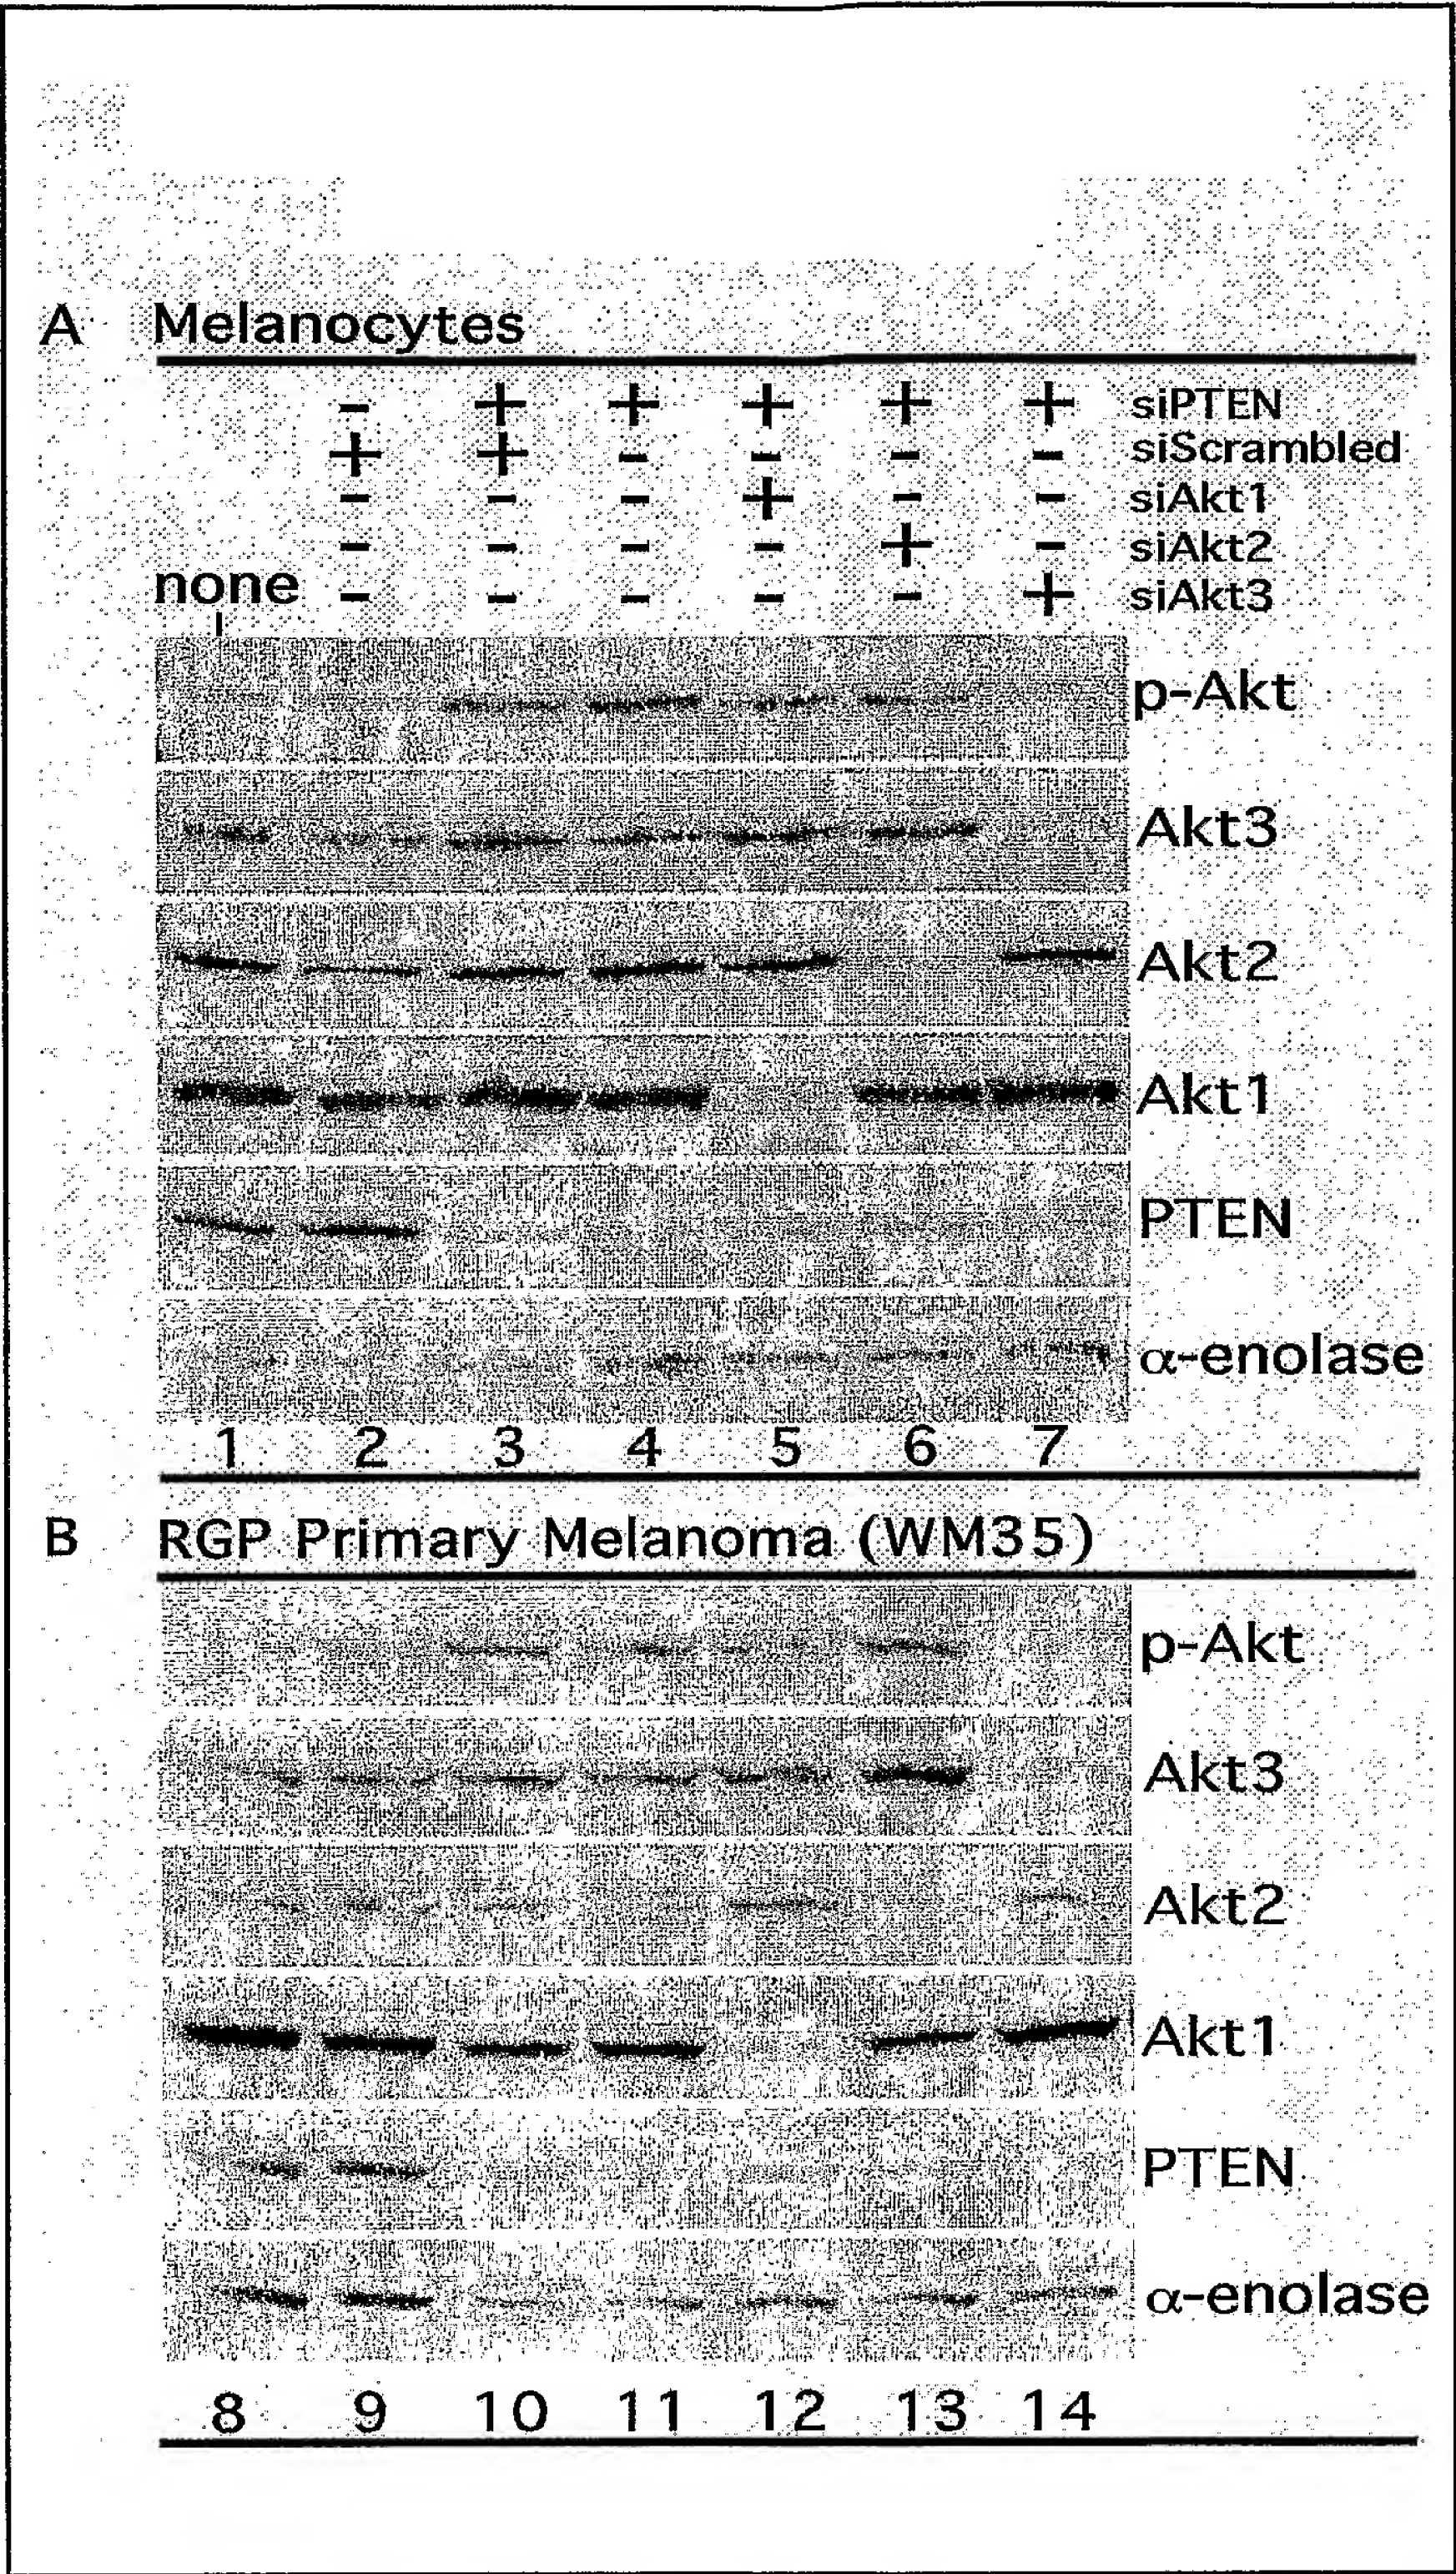 A Melanocytes
- + + + + + siPTEN
+ + - - - - siScrambled
- - - + - - siAkt1
- - - - + - siAkt2
none - - - - - + siAkt3
p-Akt
Akt3
Akt2
Akt1
PTEN
α-enolase
1 2 3 4 5 6 7
B RGP Primary Melanoma (WM35)
p-Akt
Akt3
Akt2
Akt1
PTEN
α-enolase
8 9 10 11 12 13 14